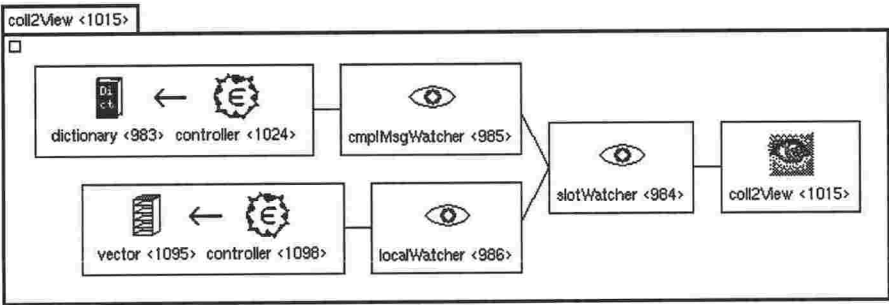 coll2View <1015>
Di
ct
dictionary <983> controller <1024>
cmplMsgWatcher <985>
slotWatcher <984>
coll2View <1015>
vector <1095> controller <1098>
localWatcher <986>